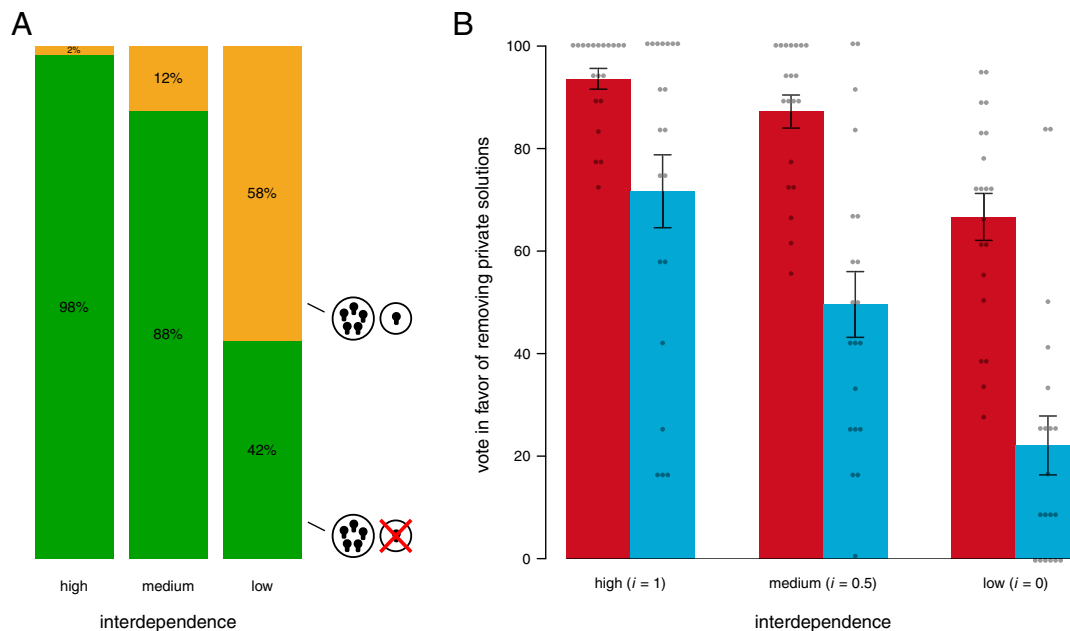 A
2%
12%
58%
98%
88%
42%
high
medium
low
interdependence
B
vote in favor of removing private solutions
100
80
60
40
20
0
high (i = 1)
medium (i = 0.5)
low (i = 0)
interdependence